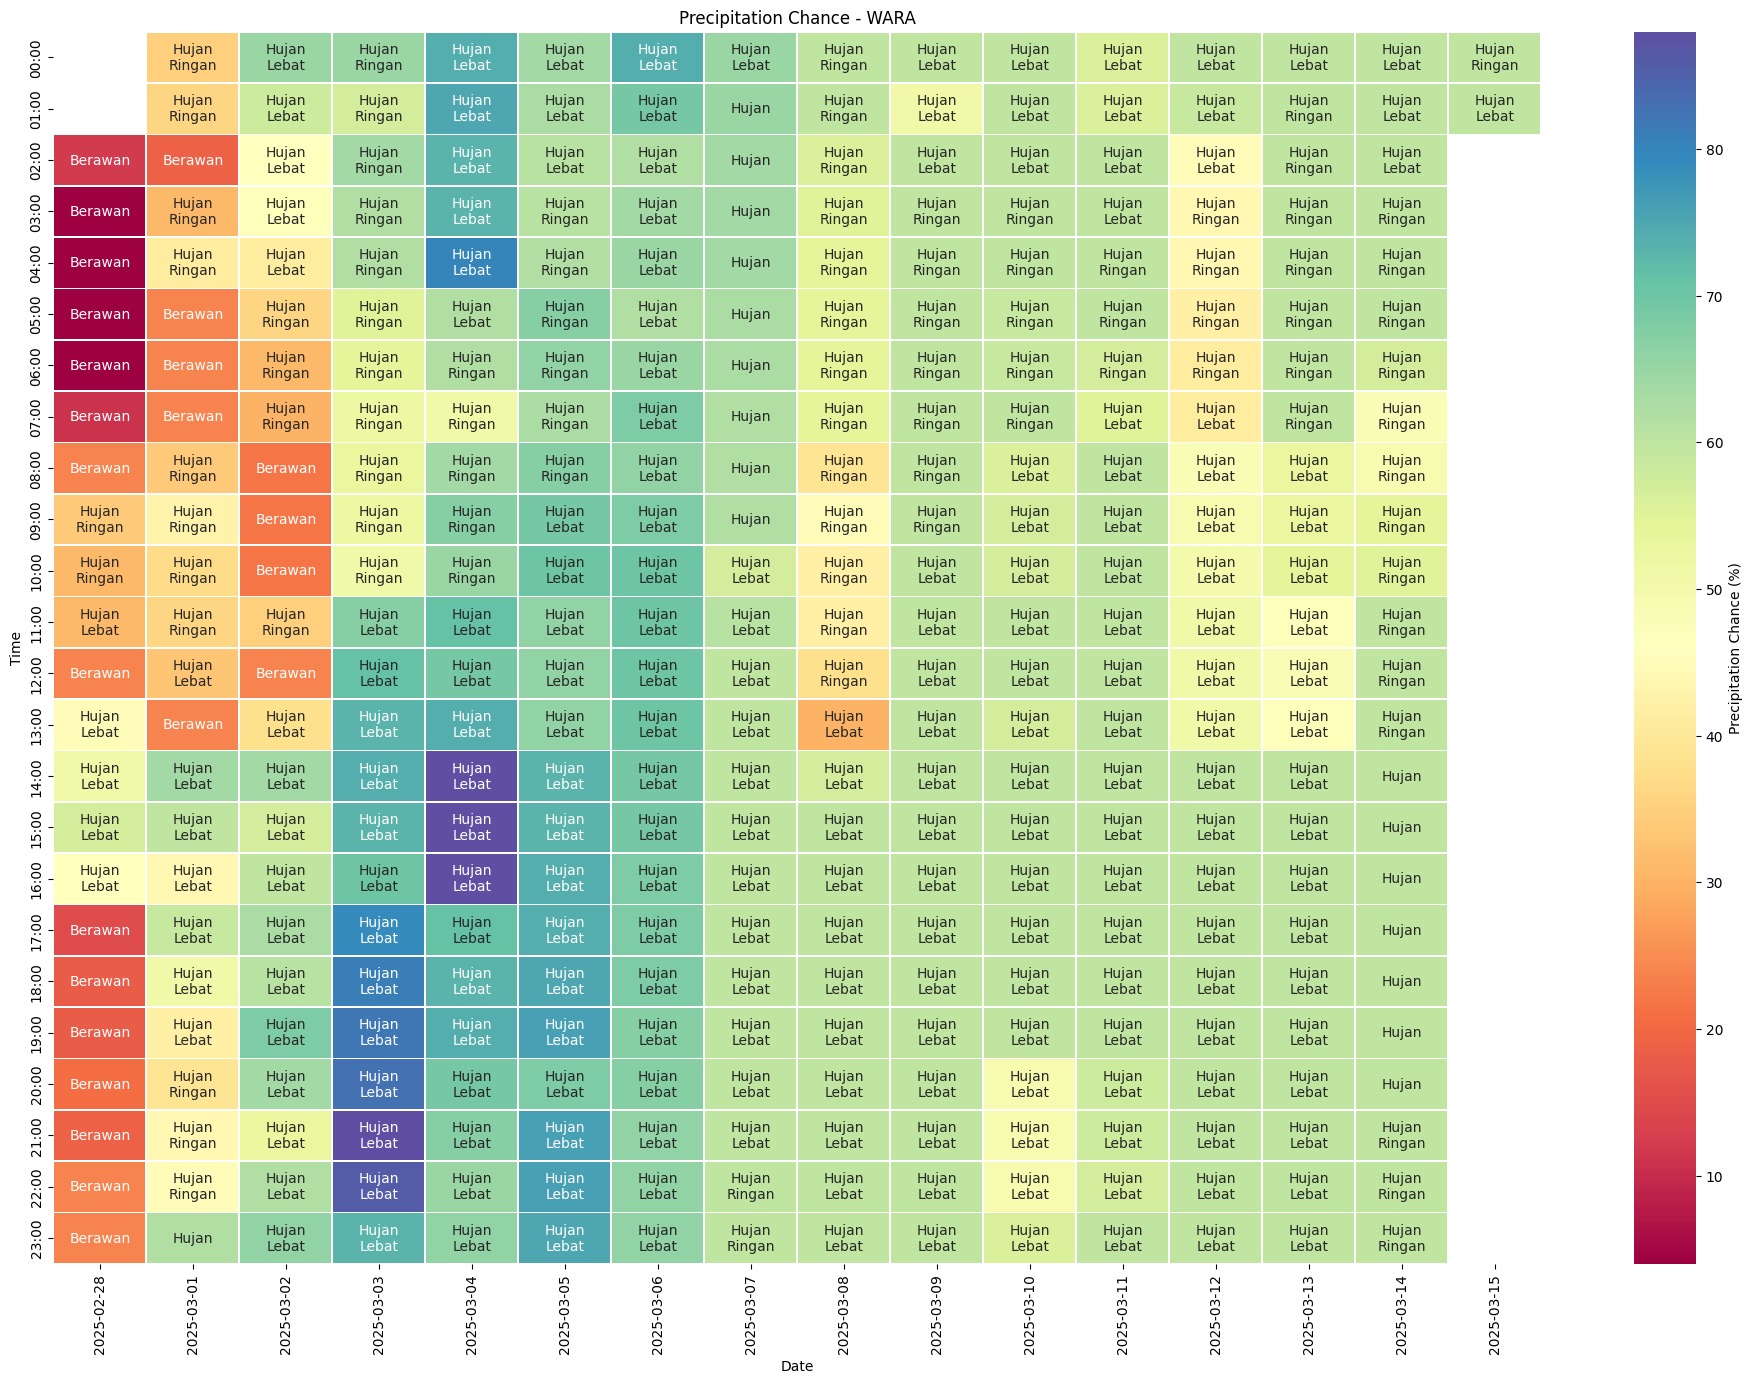 Precipitation Chance - WARA
00:00 Hujan Ringan Hujan Lebat Hujan Ringan Hujan Lebat Hujan Lebat Hujan Lebat Hujan Lebat Hujan Ringan Hujan Lebat Hujan Lebat Hujan Lebat Hujan Lebat Hujan Lebat Hujan Lebat Hujan Ringan
01:00 Hujan Ringan Hujan Lebat Hujan Ringan Hujan Lebat Hujan Lebat Hujan Lebat Hujan Hujan Ringan Hujan Lebat Hujan Lebat Hujan Lebat Hujan Lebat Hujan Ringan Hujan Lebat Hujan Lebat
02:00 Berawan Berawan Hujan Lebat Hujan Ringan Hujan Lebat Hujan Lebat Hujan Lebat Hujan Hujan Ringan Hujan Lebat Hujan Lebat Hujan Lebat Hujan Lebat Hujan Ringan Hujan Lebat
03:00 Berawan Hujan Ringan Hujan Lebat Hujan Ringan Hujan Lebat Hujan Ringan Hujan Lebat Hujan Hujan Ringan Hujan Ringan Hujan Ringan Hujan Lebat Hujan Ringan Hujan Ringan Hujan Ringan
04:00 Berawan Hujan Ringan Hujan Lebat Hujan Ringan Hujan Lebat Hujan Ringan Hujan Lebat Hujan Hujan Ringan Hujan Ringan Hujan Ringan Hujan Ringan Hujan Ringan Hujan Ringan Hujan Ringan
05:00 Berawan Berawan Hujan Ringan Hujan Ringan Hujan Lebat Hujan Ringan Hujan Lebat Hujan Hujan Ringan Hujan Ringan Hujan Ringan Hujan Ringan Hujan Ringan Hujan Ringan Hujan Ringan
06:00 Berawan Berawan Hujan Ringan Hujan Ringan Hujan Ringan Hujan Ringan Hujan Lebat Hujan Hujan Ringan Hujan Ringan Hujan Ringan Hujan Ringan Hujan Ringan Hujan Ringan Hujan Ringan
07:00 Berawan Berawan Hujan Ringan Hujan Ringan Hujan Ringan Hujan Ringan Hujan Lebat Hujan Hujan Ringan Hujan Ringan Hujan Ringan Hujan Lebat Hujan Lebat Hujan Ringan Hujan Ringan
08:00 Berawan Hujan Ringan Berawan Hujan Ringan Hujan Ringan Hujan Ringan Hujan Lebat Hujan Hujan Ringan Hujan Ringan Hujan Lebat Hujan Lebat Hujan Lebat Hujan Lebat Hujan Ringan
09:00 Hujan Ringan Hujan Ringan Berawan Hujan Ringan Hujan Ringan Hujan Lebat Hujan Lebat Hujan Hujan Ringan Hujan Ringan Hujan Lebat Hujan Lebat Hujan Lebat Hujan Lebat Hujan Ringan
10:00 Hujan Ringan Hujan Ringan Berawan Hujan Ringan Hujan Ringan Hujan Lebat Hujan Lebat Hujan Lebat Hujan Ringan Hujan Lebat Hujan Lebat Hujan Lebat Hujan Lebat Hujan Lebat Hujan Ringan
11:00 Hujan Lebat Hujan Ringan Hujan Ringan Hujan Lebat Hujan Lebat Hujan Lebat Hujan Lebat Hujan Lebat Hujan Ringan Hujan Lebat Hujan Lebat Hujan Lebat Hujan Lebat Hujan Lebat Hujan Ringan
12:00 Berawan Hujan Lebat Berawan Hujan Lebat Hujan Lebat Hujan Lebat Hujan Lebat Hujan Lebat Hujan Ringan Hujan Lebat Hujan Lebat Hujan Lebat Hujan Lebat Hujan Lebat Hujan Ringan
13:00 Hujan Lebat Berawan Hujan Lebat Hujan Lebat Hujan Lebat Hujan Lebat Hujan Lebat Hujan Lebat Hujan Lebat Hujan Lebat Hujan Lebat Hujan Lebat Hujan Lebat Hujan Lebat Hujan Ringan
14:00 Hujan Lebat Hujan Lebat Hujan Lebat Hujan Lebat Hujan Lebat Hujan Lebat Hujan Lebat Hujan Lebat Hujan Lebat Hujan Lebat Hujan Lebat Hujan Lebat Hujan Lebat Hujan Lebat Hujan
15:00 Hujan Lebat Hujan Lebat Hujan Lebat Hujan Lebat Hujan Lebat Hujan Lebat Hujan Lebat Hujan Lebat Hujan Lebat Hujan Lebat Hujan Lebat Hujan Lebat Hujan Lebat Hujan Lebat Hujan
16:00 Hujan Lebat Hujan Lebat Hujan Lebat Hujan Lebat Hujan Lebat Hujan Lebat Hujan Lebat Hujan Lebat Hujan Lebat Hujan Lebat Hujan Lebat Hujan Lebat Hujan Lebat Hujan Lebat Hujan
17:00 Berawan Hujan Lebat Hujan Lebat Hujan Lebat Hujan Lebat Hujan Lebat Hujan Lebat Hujan Lebat Hujan Lebat Hujan Lebat Hujan Lebat Hujan Lebat Hujan Lebat Hujan Lebat Hujan
18:00 Berawan Hujan Lebat Hujan Lebat Hujan Lebat Hujan Lebat Hujan Lebat Hujan Lebat Hujan Lebat Hujan Lebat Hujan Lebat Hujan Lebat Hujan Lebat Hujan Lebat Hujan Lebat Hujan
19:00 Berawan Hujan Lebat Hujan Lebat Hujan Lebat Hujan Lebat Hujan Lebat Hujan Lebat Hujan Lebat Hujan Lebat Hujan Lebat Hujan Lebat Hujan Lebat Hujan Lebat Hujan Lebat Hujan
20:00 Berawan Hujan Ringan Hujan Lebat Hujan Lebat Hujan Lebat Hujan Lebat Hujan Lebat Hujan Lebat Hujan Lebat Hujan Lebat Hujan Lebat Hujan Lebat Hujan Lebat Hujan Lebat Hujan
21:00 Berawan Hujan Ringan Hujan Lebat Hujan Lebat Hujan Lebat Hujan Lebat Hujan Lebat Hujan Lebat Hujan Lebat Hujan Lebat Hujan Lebat Hujan Lebat Hujan Lebat Hujan Lebat Hujan Ringan
22:00 Berawan Hujan Ringan Hujan Lebat Hujan Lebat Hujan Lebat Hujan Lebat Hujan Lebat Hujan Ringan Hujan Lebat Hujan Lebat Hujan Lebat Hujan Lebat Hujan Lebat Hujan Lebat Hujan Ringan
23:00 Berawan Hujan Hujan Lebat Hujan Lebat Hujan Lebat Hujan Lebat Hujan Lebat Hujan Ringan Hujan Lebat Hujan Lebat Hujan Lebat Hujan Lebat Hujan Lebat Hujan Lebat Hujan Ringan
Time
2025-02-28 2025-03-01 2025-03-02 2025-03-03 2025-03-04 2025-03-05 2025-03-06 2025-03-07 2025-03-08 2025-03-09 2025-03-10 2025-03-11 2025-03-12 2025-03-13 2025-03-14 2025-03-15
Date
80
70
60
50
40
30
20
10
Precipitation Chance (%)